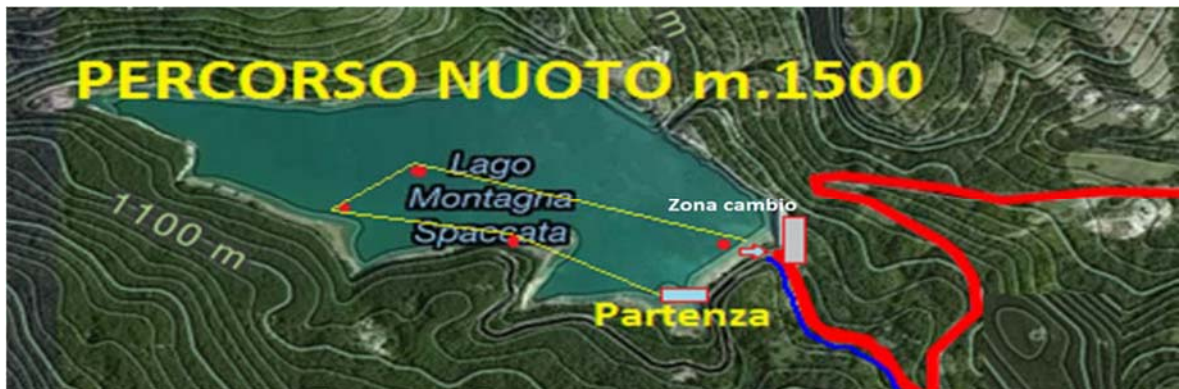 m
PERCORSO NUOTO m.1500
Lago
Montagna
Spaccata
Zona cambio
1100 m
Partenza